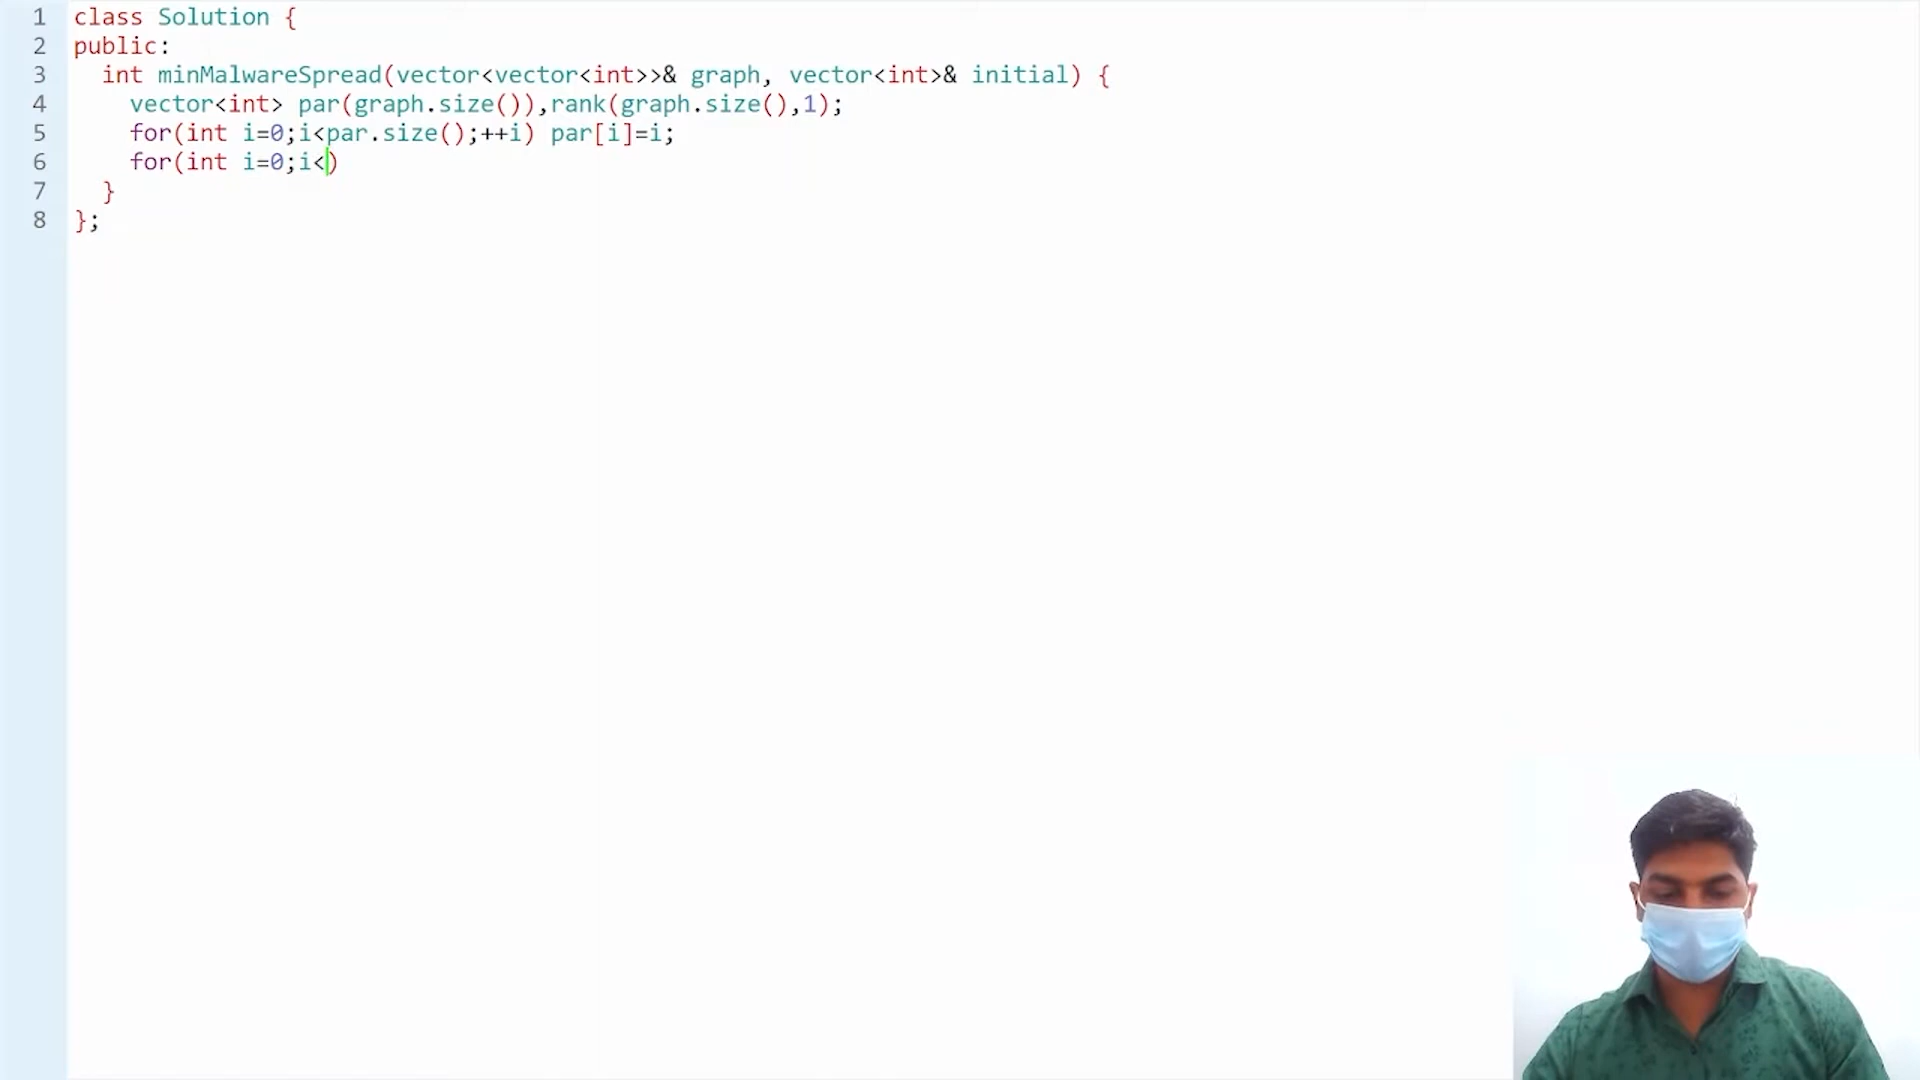 1 class Solution {
2 public:
3 int minMalwareSpread(vector<vector<int>>& graph, vector<int>& initial) {
4 vector<int> par(graph.size()),rank(graph.size(),1);
5 for(int i=0;i<par.size();++i) par[i]=i;
6 for(int i=0;i<)
7 }
8 };